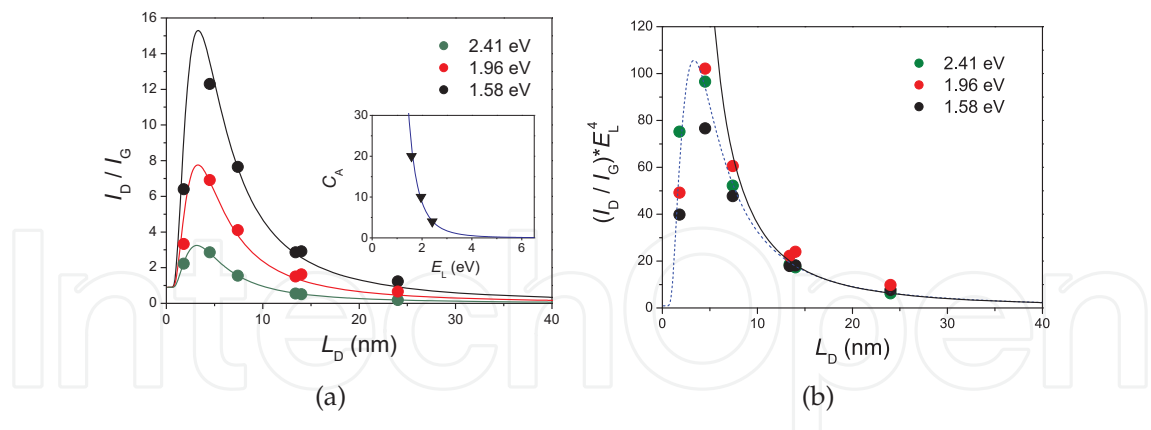 16
14
12
10
8
6
4
2
0
0 10 20 30 40
I_D / I_G
L_D (nm)
2.41 eV
1.96 eV
1.58 eV
30
20
10
0
0 2 4 6
C_A
E_L (eV)
(a)
120
100
80
60
40
20
0
0 10 20 30 40
(I_D / I_G)*E_L^4
L_D (nm)
2.41 eV
1.96 eV
1.58 eV
(b)
IntechOpen